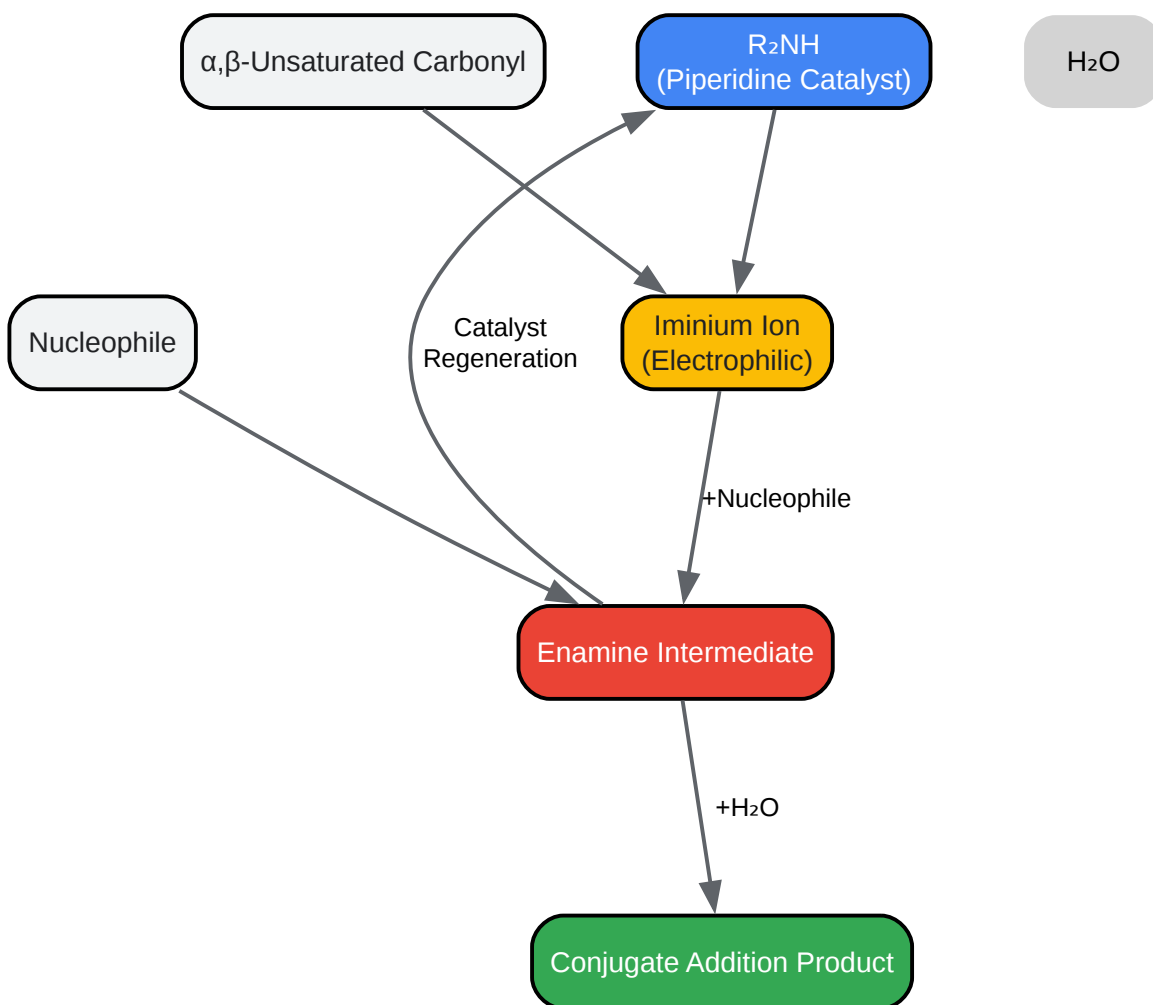 α,β-Unsaturated Carbonyl
R₂NH
(Piperidine Catalyst)
H₂O
Nucleophile
Catalyst
Regeneration
Iminium Ion
(Electrophilic)
+Nucleophile
Enamine Intermediate
+H₂O
Conjugate Addition Product